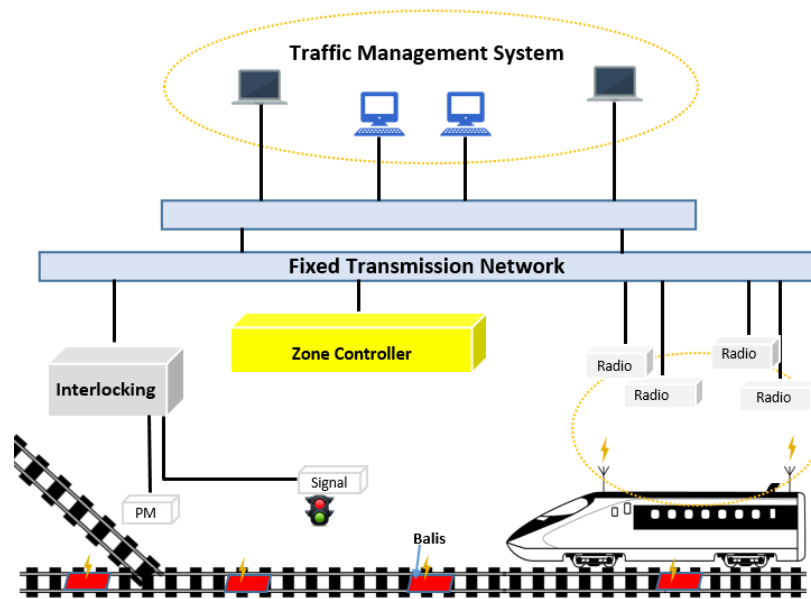 Traffic Management System
Fixed Transmission Network
Zone Controller
Interlocking
Radio
Radio
Radio
Radio
Signal
PM
Balis